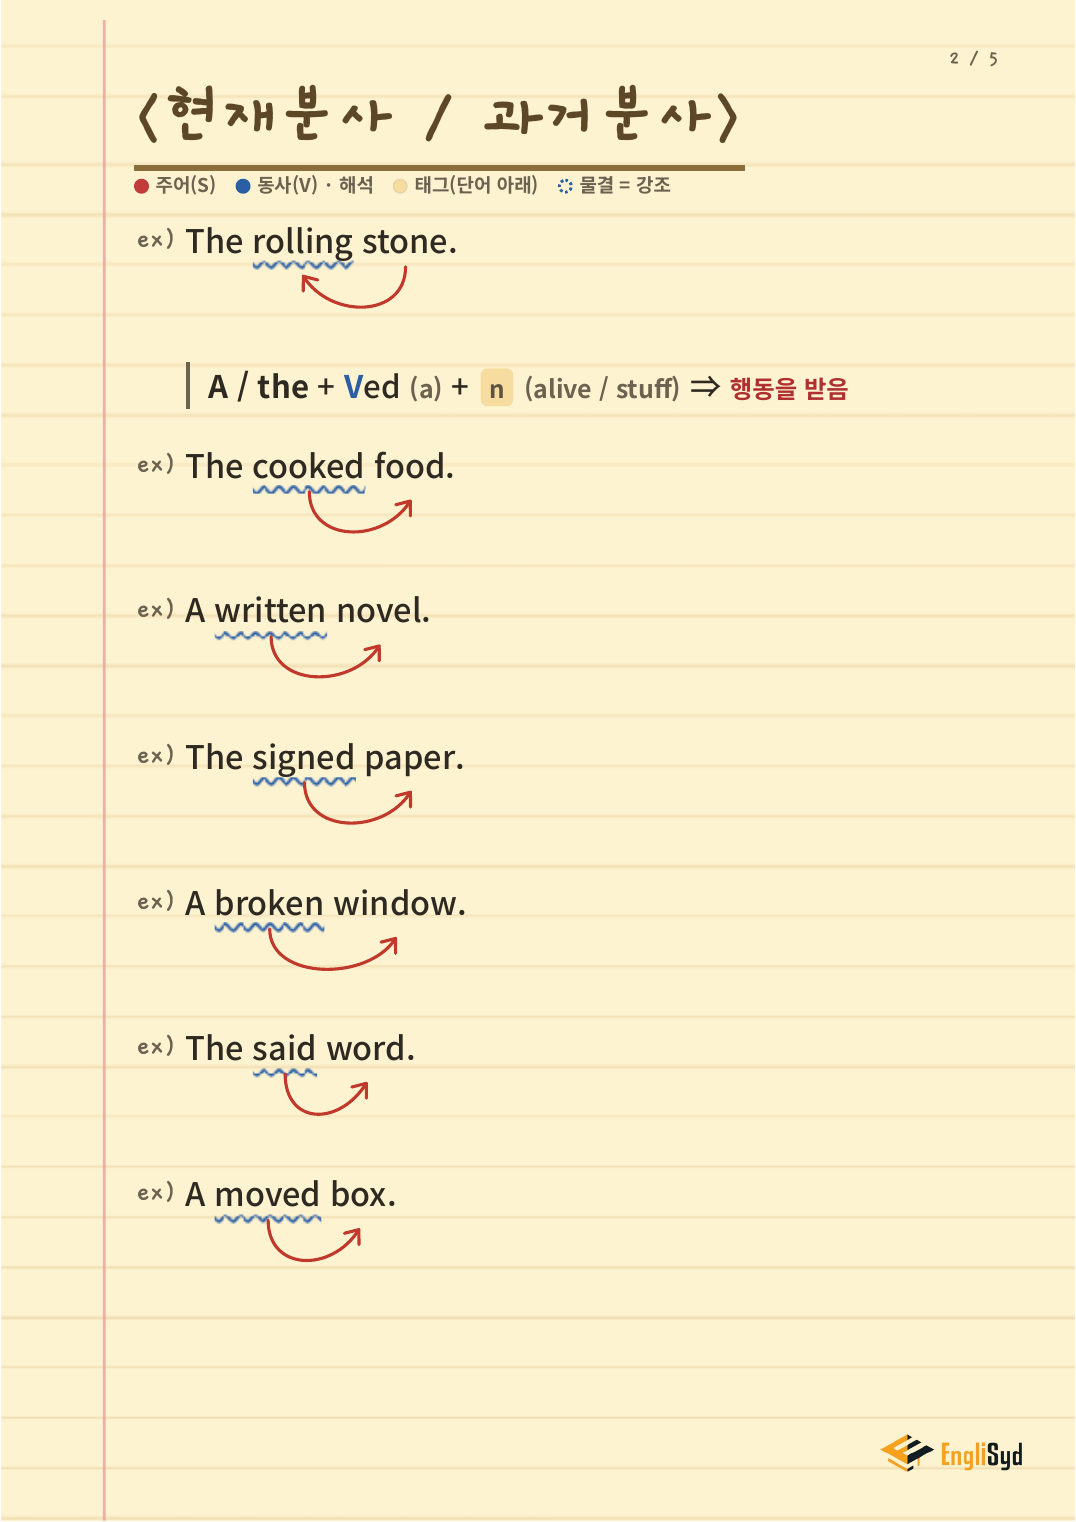 2 / 5
<현재분사 / 과거분사>
주어(S) 동사(V) · 해석 태그(단어 아래) 물결 = 강조
ex) The rolling stone.
A / the + Ved (a) + n (alive / stuff) ⇒ 행동을 받음
ex) The cooked food.
ex) A written novel.
ex) The signed paper.
ex) A broken window.
ex) The said word.
ex) A moved box.
EngliSyd